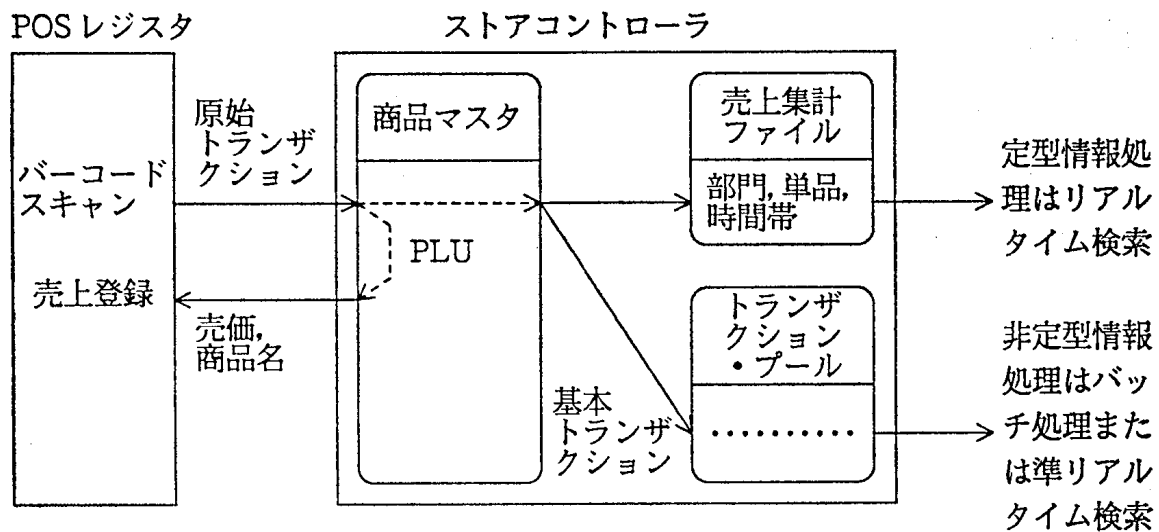 POSレジスタ
ストアコントローラ
バーコード
スキャン
売上登録
原始
トランザ
クション
売価,
商品名
商品マスタ
PLU
基本
トランザ
クション
売上集計
ファイル
部門,単品,
時間帯
トランザ
クション
・プール
‥‥‥‥‥
定型情報処
理はリアル
タイム検索
非定型情報
処理はバッ
チ処理また
は準リアル
タイム検索